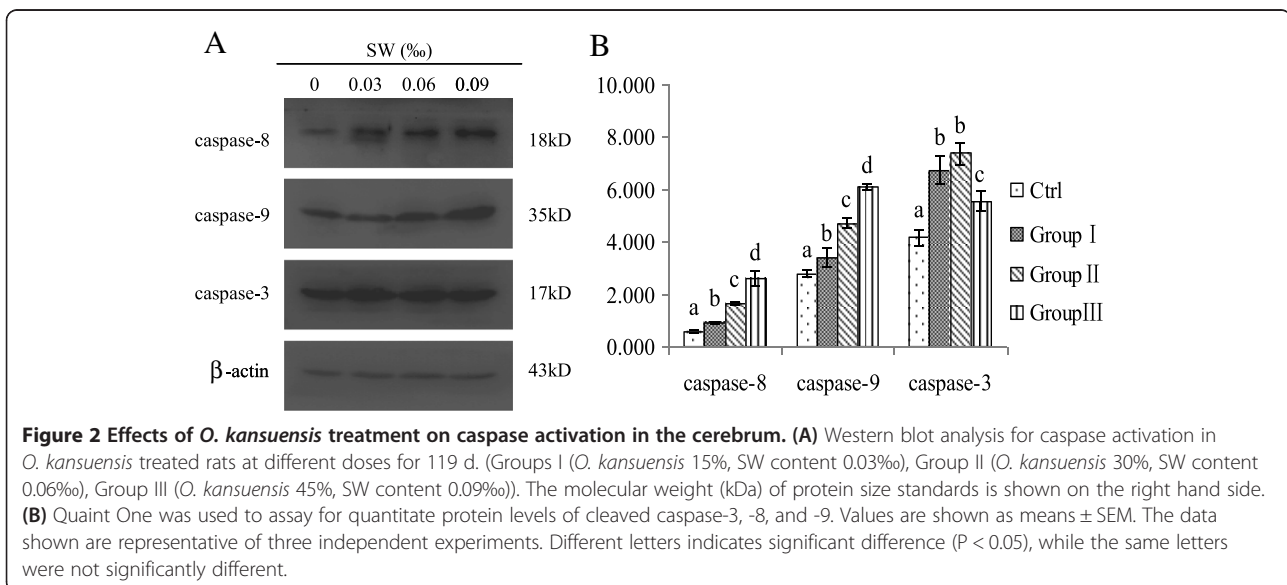 A
SW (‰)
0 0.03 0.06 0.09
caspase-8 18kD
caspase-9 35kD
caspase-3 17kD
β-actin 43kD
B
10.000
8.000
6.000
4.000
2.000
0.000
a b c d
a b c d
a b b c
caspase-8 caspase-9 caspase-3
Ctrl
Group Ⅰ
Group Ⅱ
GroupⅢ
Figure 2 Effects of O. kansuensis treatment on caspase activation in the cerebrum. (A) Western blot analysis for caspase activation in
O. kansuensis treated rats at different doses for 119 d. (Groups I (O. kansuensis 15%, SW content 0.03‰), Group II (O. kansuensis 30%, SW content
0.06‰), Group III (O. kansuensis 45%, SW content 0.09‰)). The molecular weight (kDa) of protein size standards is shown on the right hand side.
(B) Quaint One was used to assay for quantitate protein levels of cleaved caspase-3, -8, and -9. Values are shown as means ± SEM. The data
shown are representative of three independent experiments. Different letters indicates significant difference (P < 0.05), while the same letters
were not significantly different.